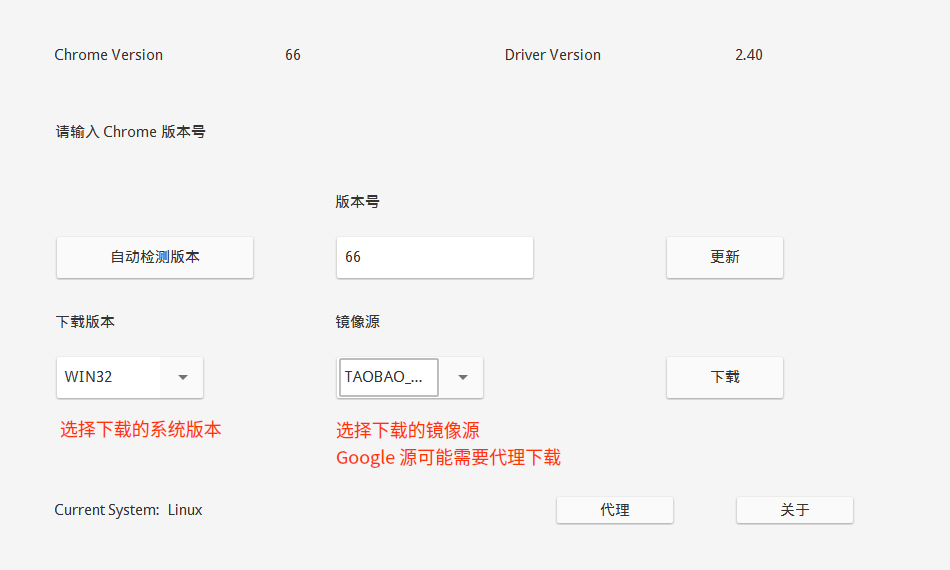 Chrome Version 66 Driver Version 2.40
请输入 Chrome 版本号
版本号
自动检测版本 66 更新
下载版本 镜像源
WIN32 TAOBAO_... 下载
选择下载的系统版本 选择下载的镜像源
Google 源可能需要代理下载
Current System: Linux 代理 关于